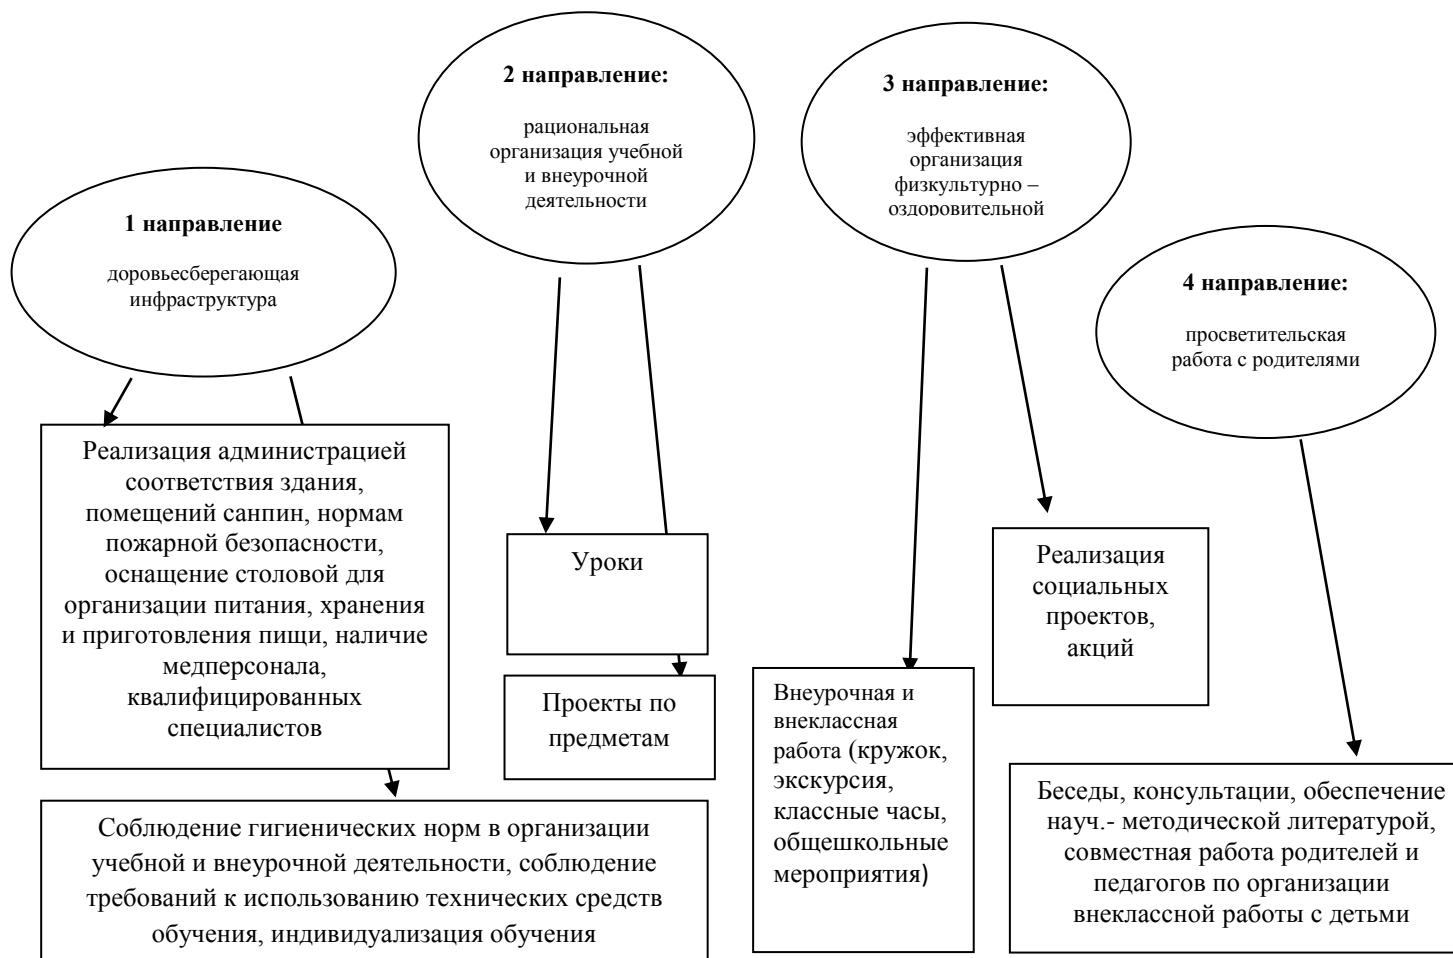 1 направление
доровьесберегающая
инфраструктура
2 направление:
рациональная
организация учебной
и внеурочной
деятельности
3 направление:
эффективная
организация
физкультурно –
оздоровительной
4 направление:
просветительская
работа с родителями
Реализация администрацией
соответствия здания,
помещений санпин, нормам
пожарной безопасности,
оснащение столовой для
организации питания, хранения
и приготовления пищи, наличие
медперсонала,
квалифицированных
специалистов
Соблюдение гигиенических норм в организации
учебной и внеурочной деятельности, соблюдение
требований к использованию технических средств
обучения, индивидуализация обучения
Уроки
Проекты по
предметам
Внеурочная и
внеклассная
работа (кружок,
экскурсия,
классные часы,
общешкольные
мероприятия)
Реализация
социальных
проектов,
акций
Беседы, консультации, обеспечение
науч.- методической литературой,
совместная работа родителей и
педагогов по организации
внеклассной работы с детьми